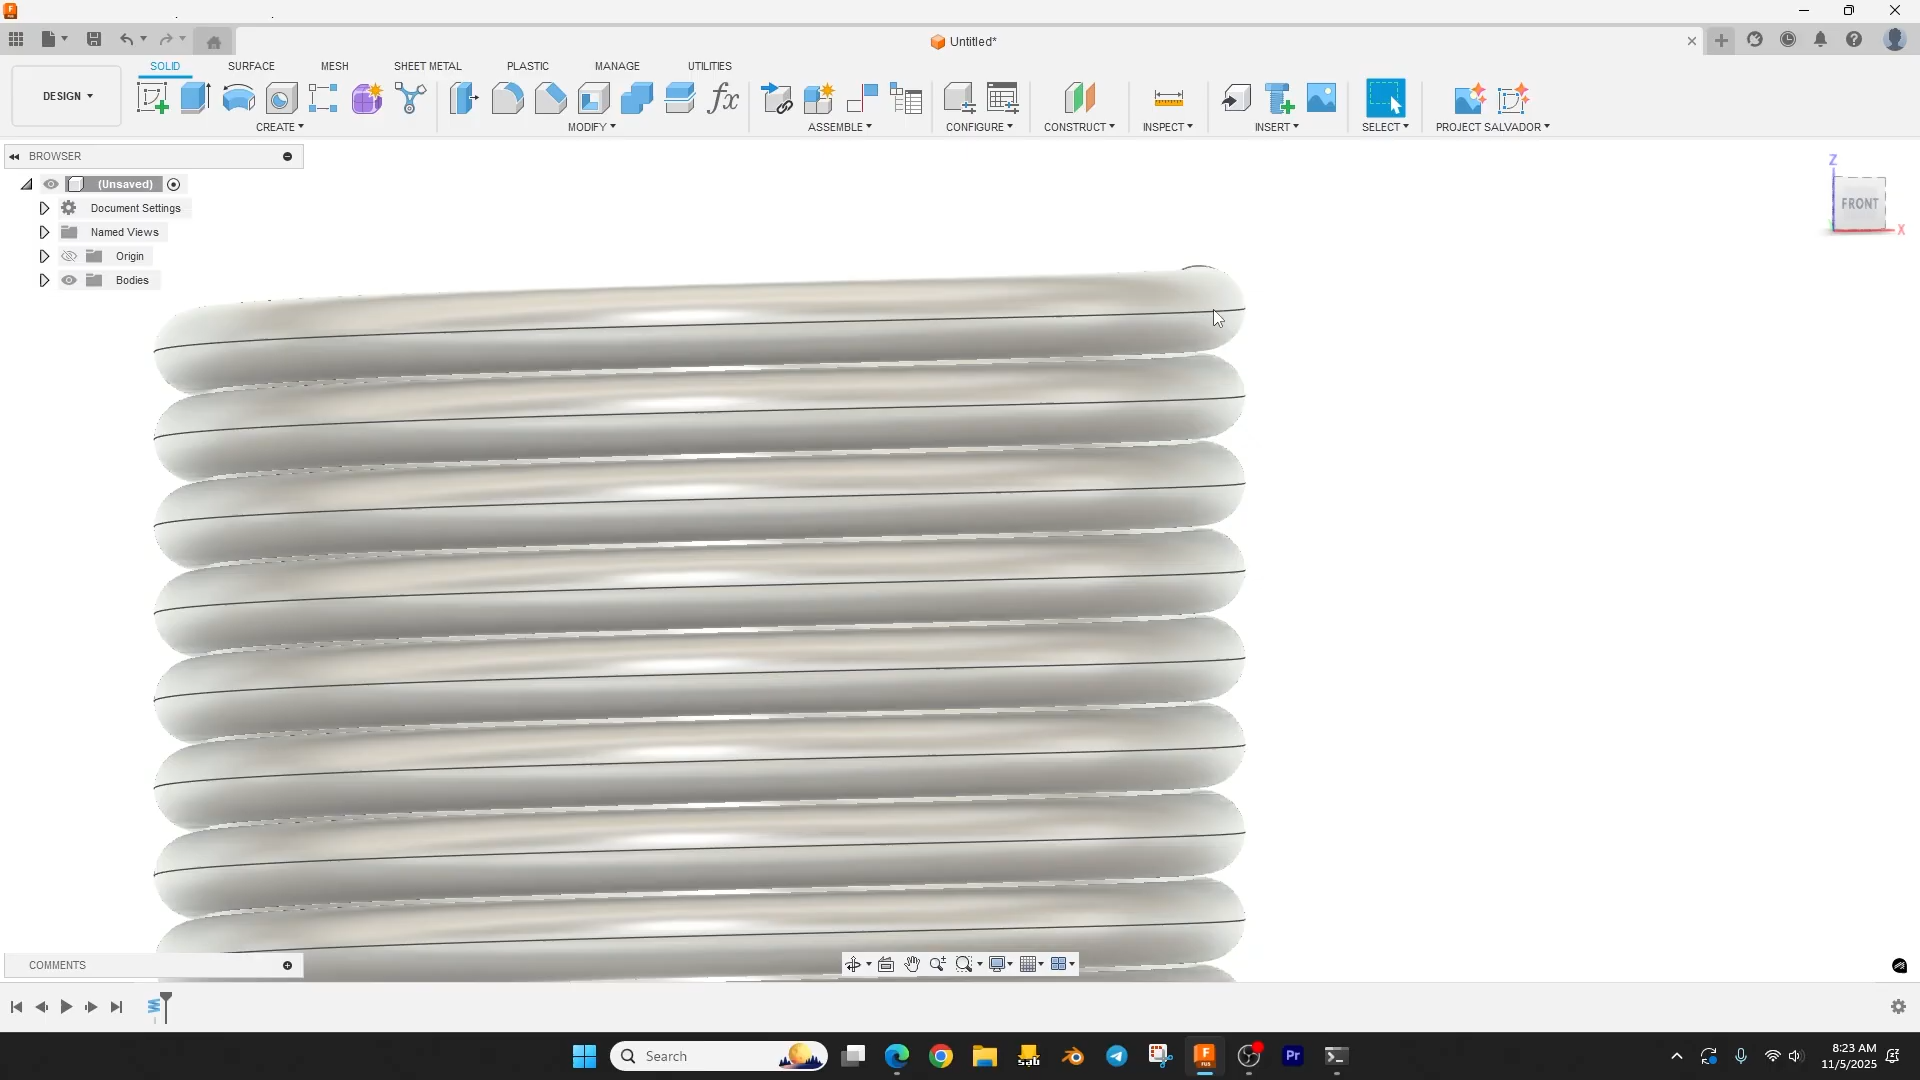 Untitled*
DESIGN
SOLID
SURFACE
MESH
SHEET METAL
PLASTIC
MANAGE
UTILITIES
CREATE
MODIFY
ASSEMBLE
CONFIGURE
CONSTRUCT
INSPECT
INSERT
SELECT
PROJECT SALVADOR
BROWSER
(Unsaved)
Document Settings
Named Views
Origin
Bodies
Z
FRONT
X
COMMENTS
Search
8:23 AM
11/5/2025